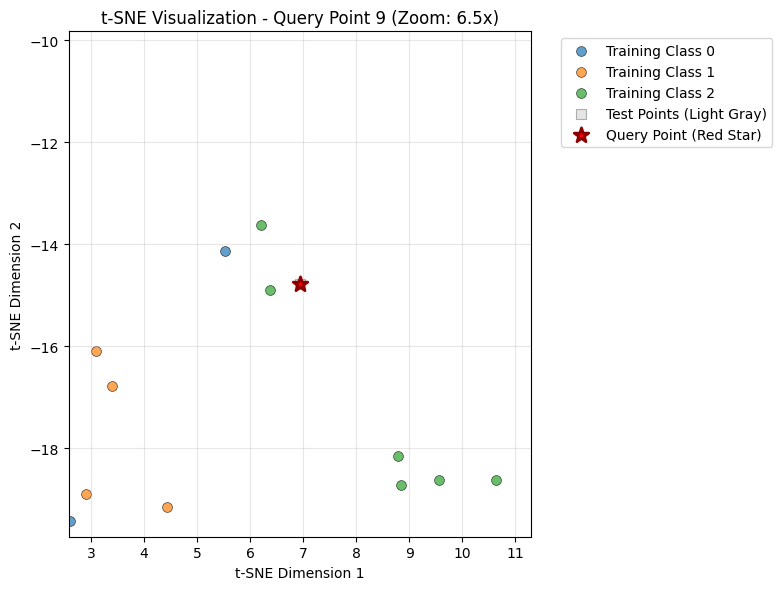 t-SNE Visualization - Query Point 9 (Zoom: 6.5x)
Training Class 0
Training Class 1
Training Class 2
Test Points (Light Gray)
Query Point (Red Star)
t-SNE Dimension 2
−10
−12
−14
−16
−18
3 4 5 6 7 8 9 10 11
t-SNE Dimension 1